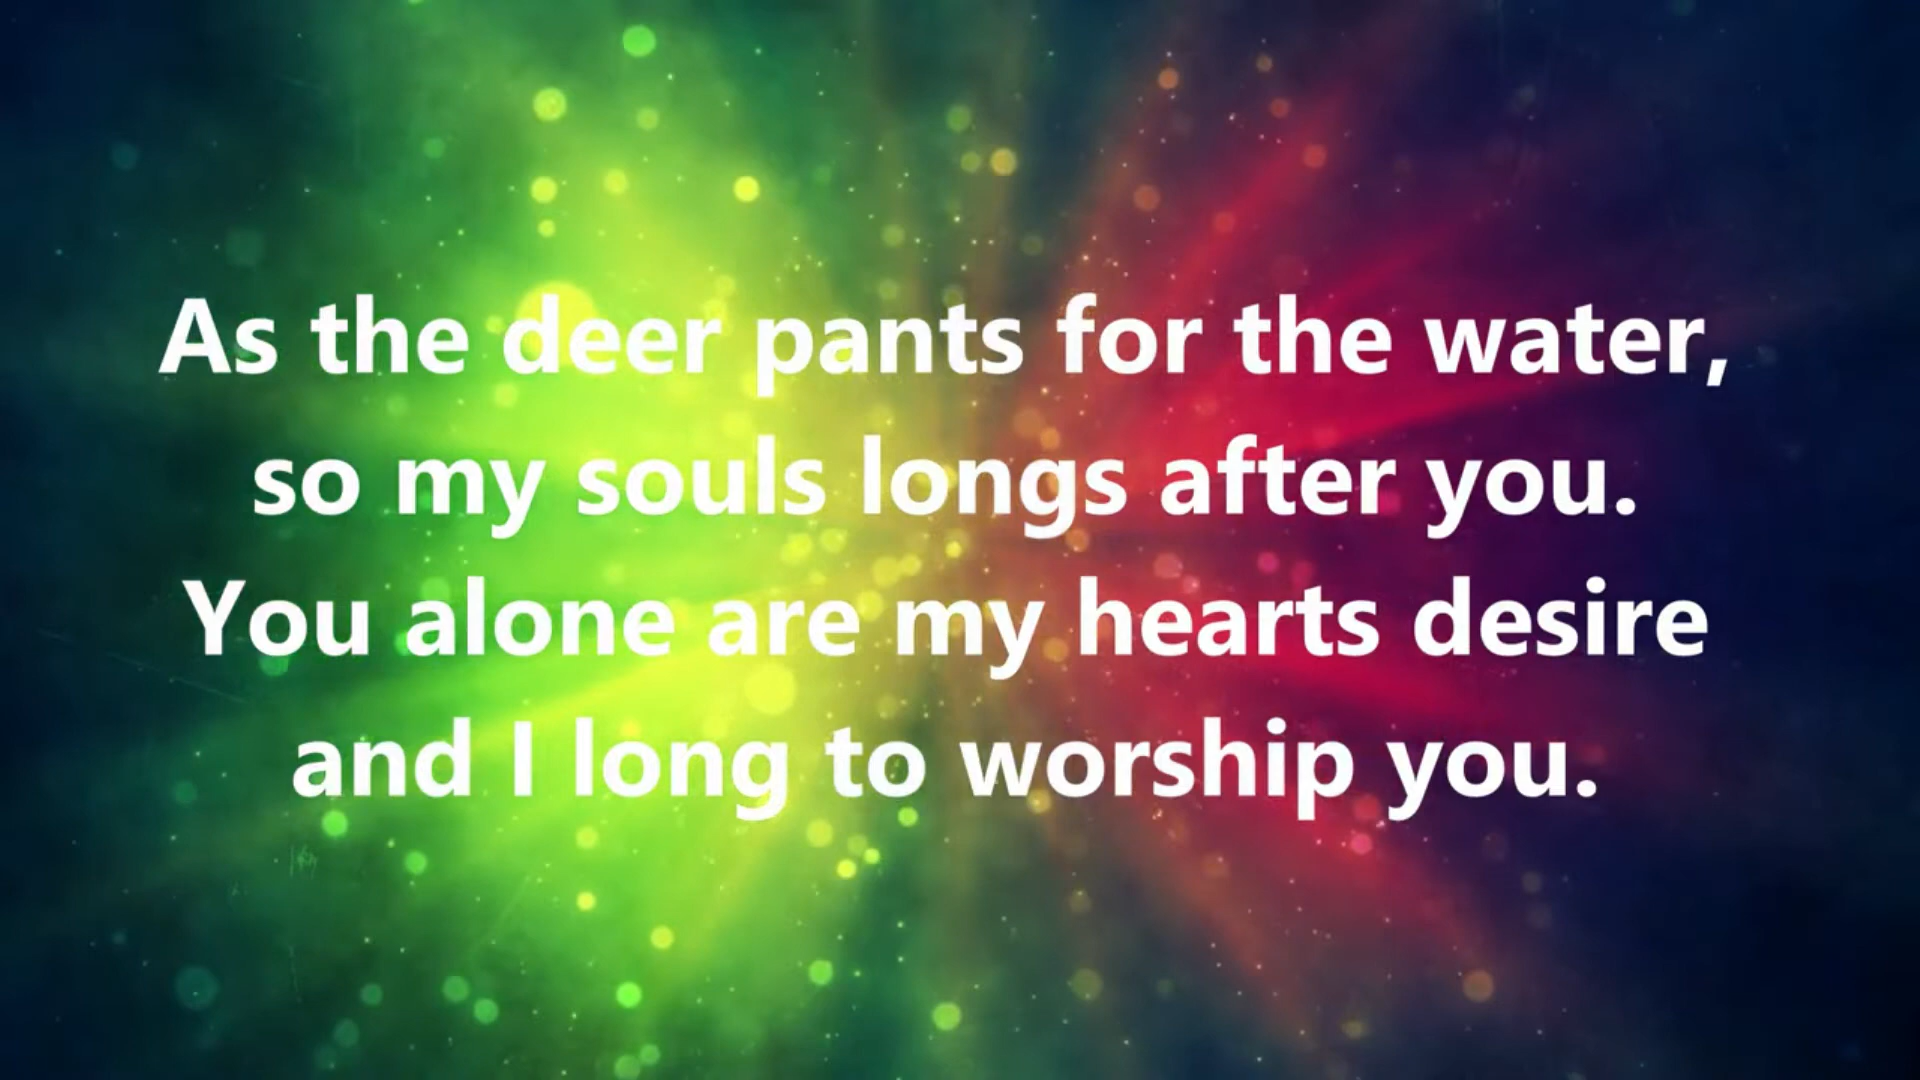 As the deer pants for the water,
so my souls longs after you.
You alone are my hearts desire
and I long to worship you.